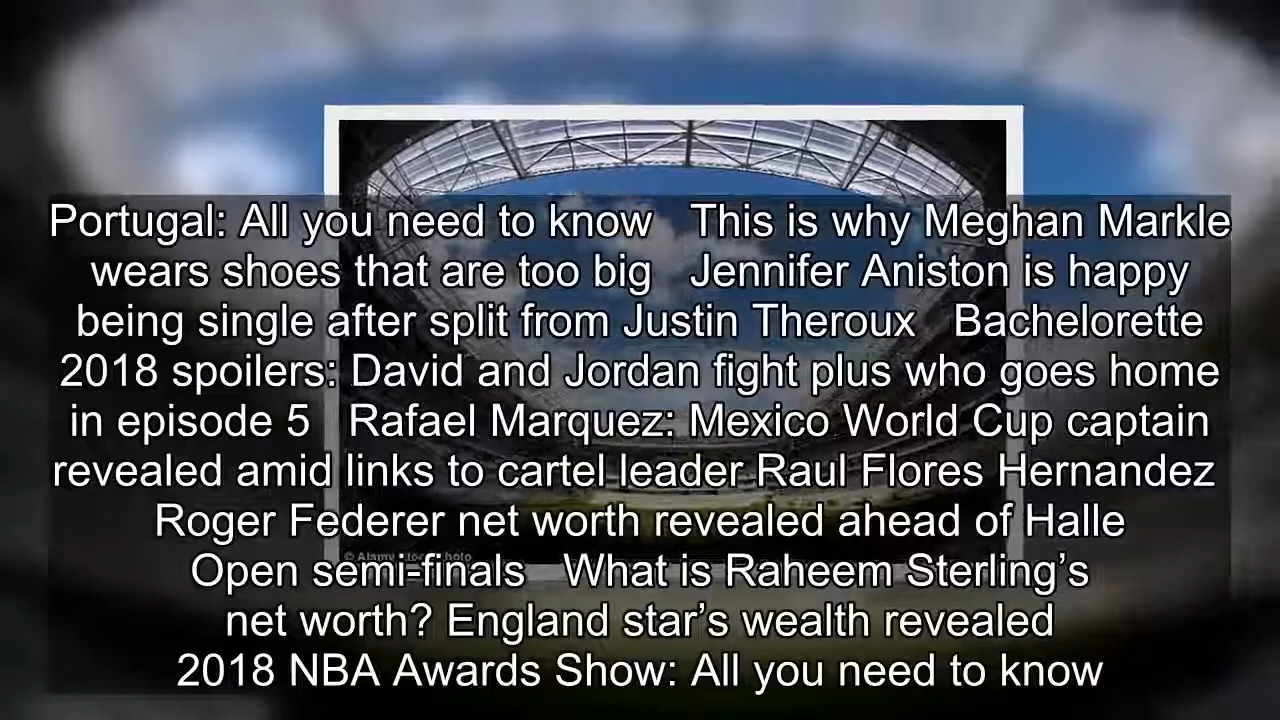 Portugal: All you need to know   This is why Meghan Markle
wears shoes that are too big   Jennifer Aniston is happy
being single after split from Justin Theroux   Bachelorette
2018 spoilers: David and Jordan fight plus who goes home
in episode 5   Rafael Marquez: Mexico World Cup captain
revealed amid links to cartel leader Raul Flores Hernandez
Roger Federer net worth revealed ahead of Halle
Open semi-finals   What is Raheem Sterling’s
© Alamy Stock Photo
net worth? England star’s wealth revealed
2018 NBA Awards Show: All you need to know